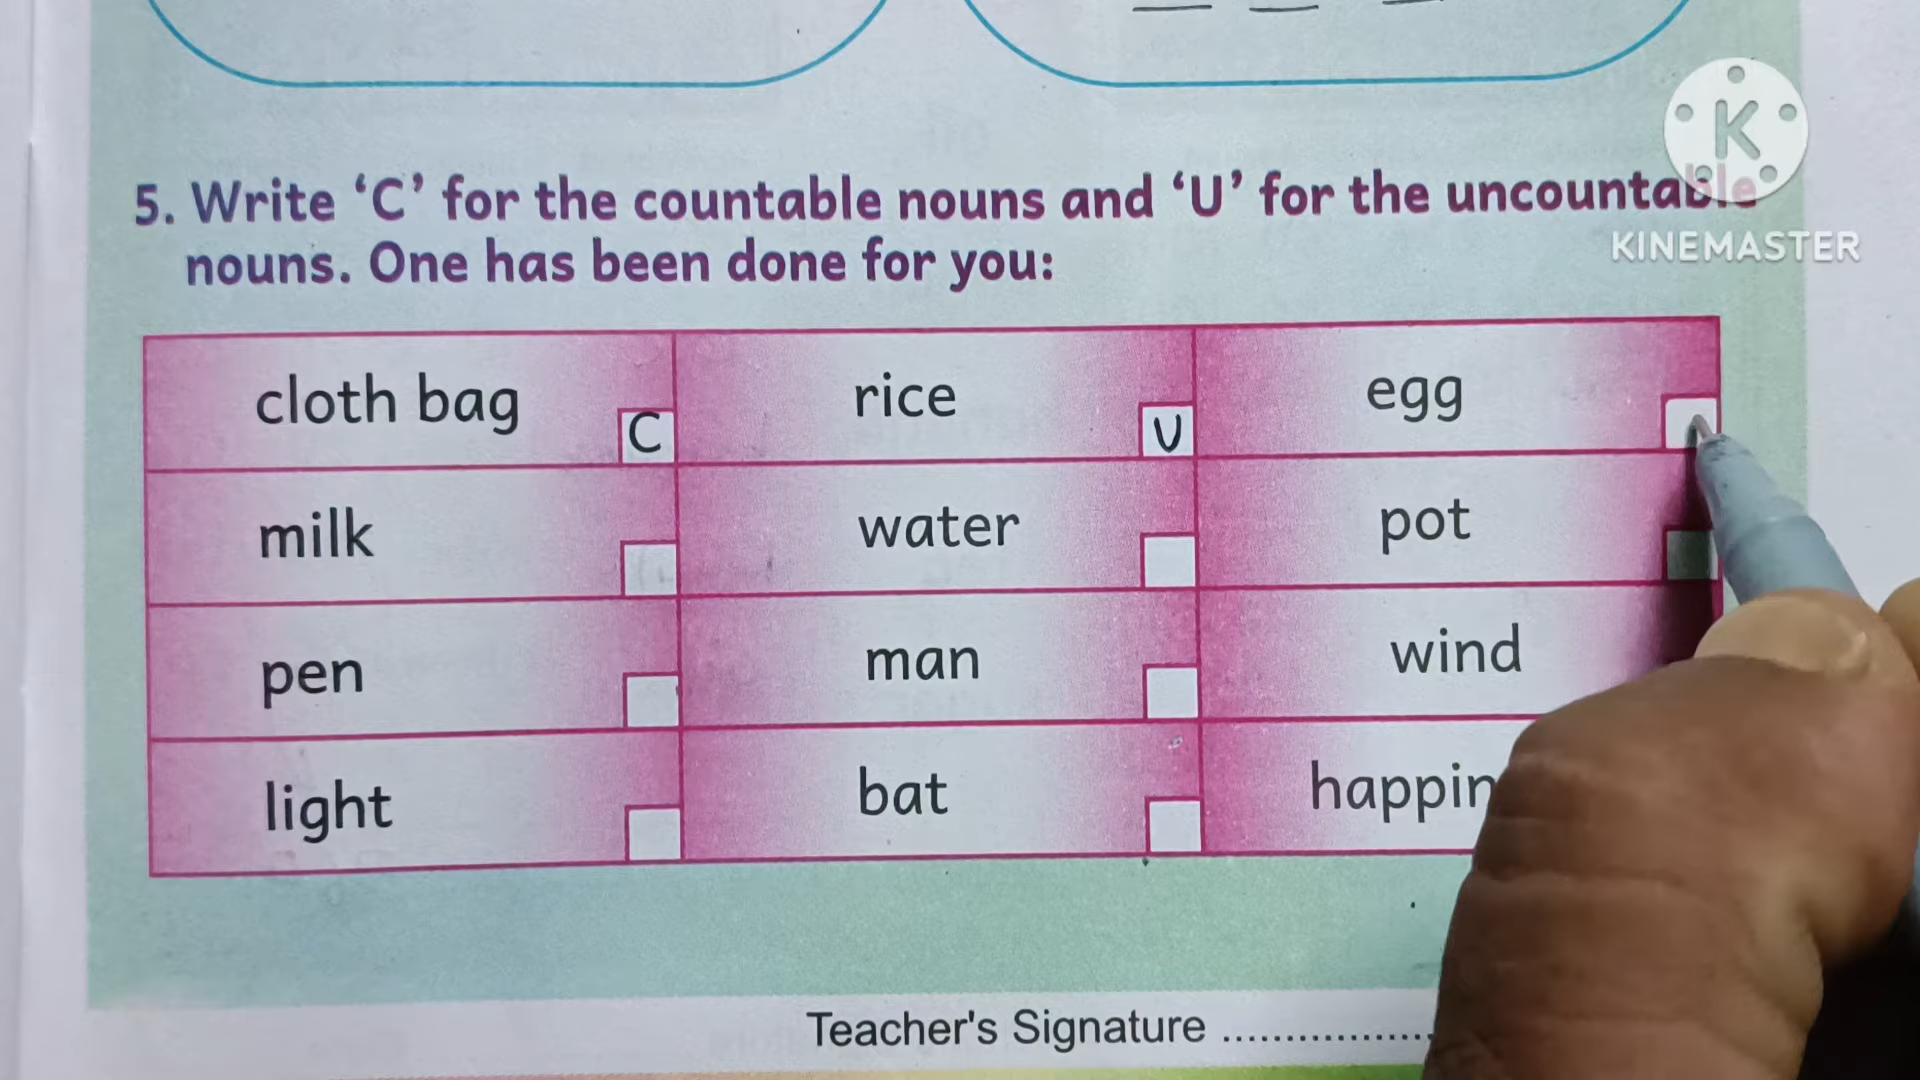 K
KINEMASTER
5. Write ‘C’ for the countable nouns and ‘U’ for the uncountable
nouns. One has been done for you:
cloth bag C rice U egg
milk water pot
pen man wind
light bat happin
Teacher's Signature ..................